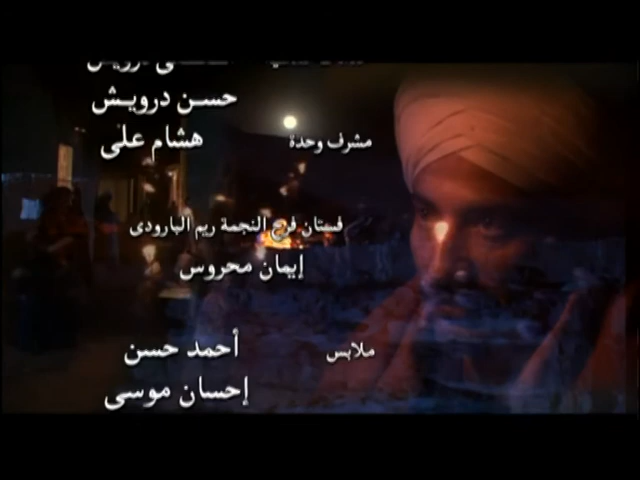 حسن درويش
مشرف وحدة هشام على
فستان فرح النجمة ريم البارودى
إيمان محروس
ملابس أحمد حسن
إحسان موسى